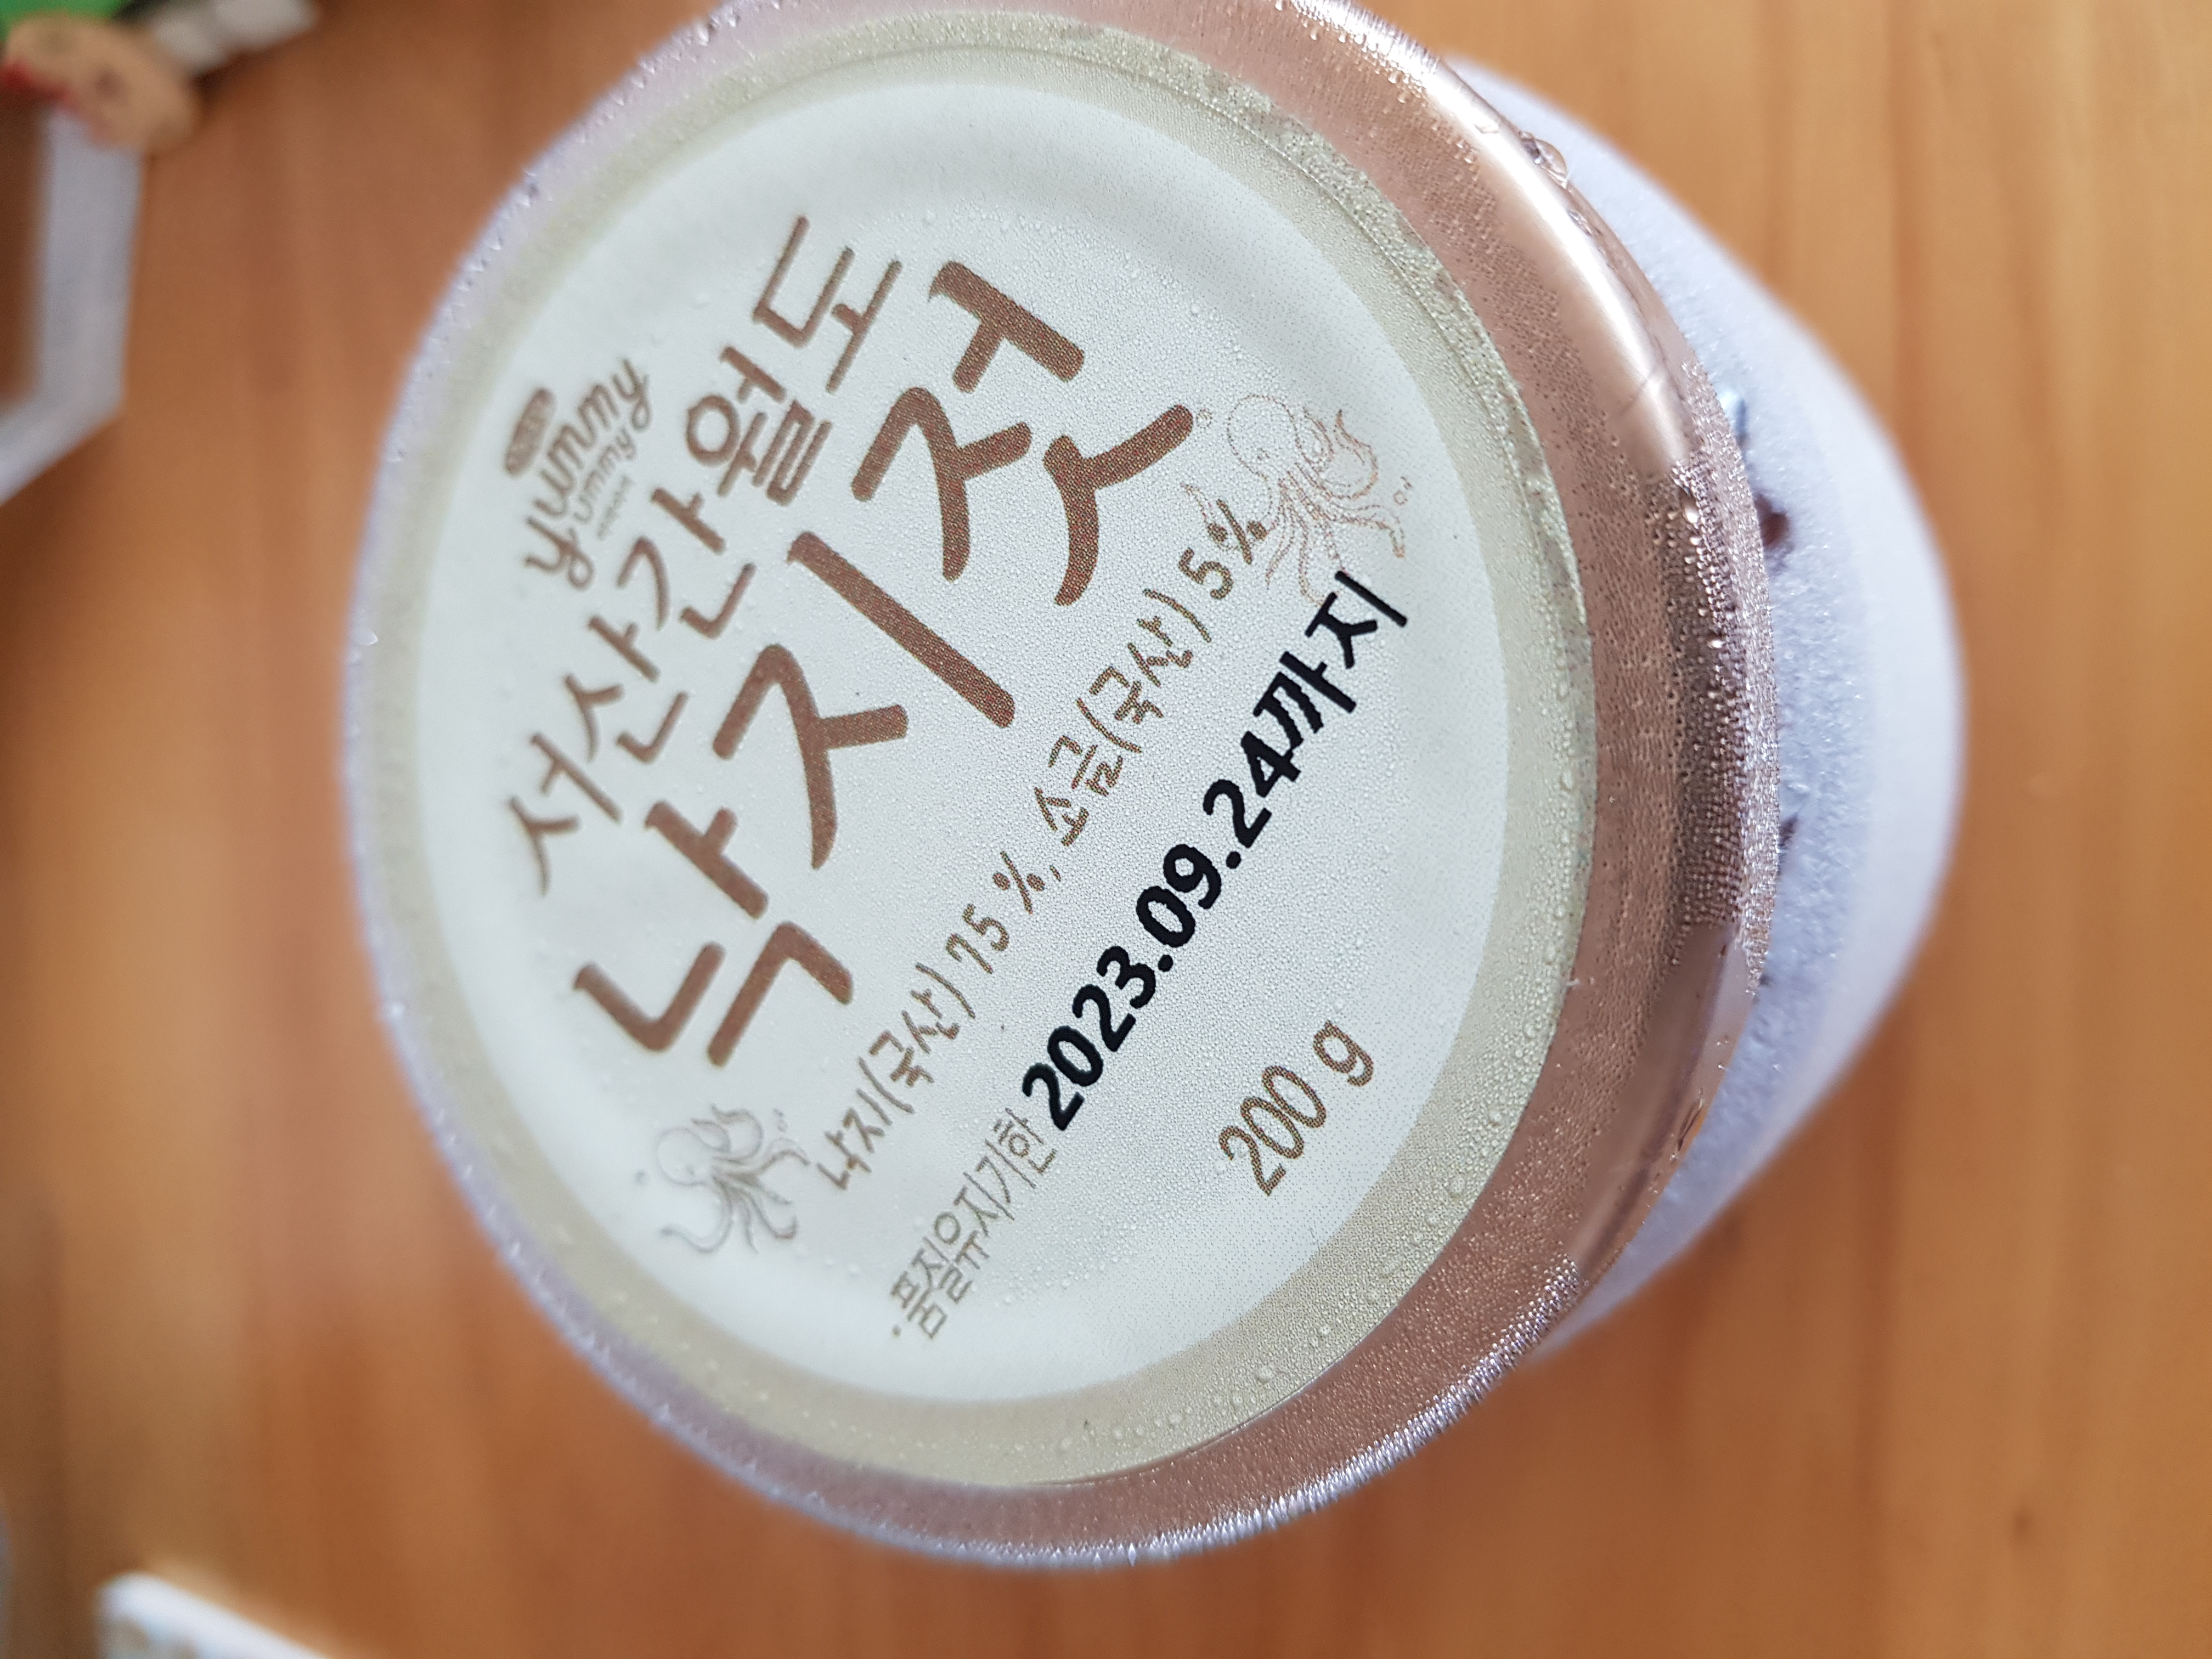 yummy
yummy
서산간월도
낙지젓
낙지(국산) 75 %, 소금(국산) 5 %
·품질유지기한 2023.09.24까지
200 g